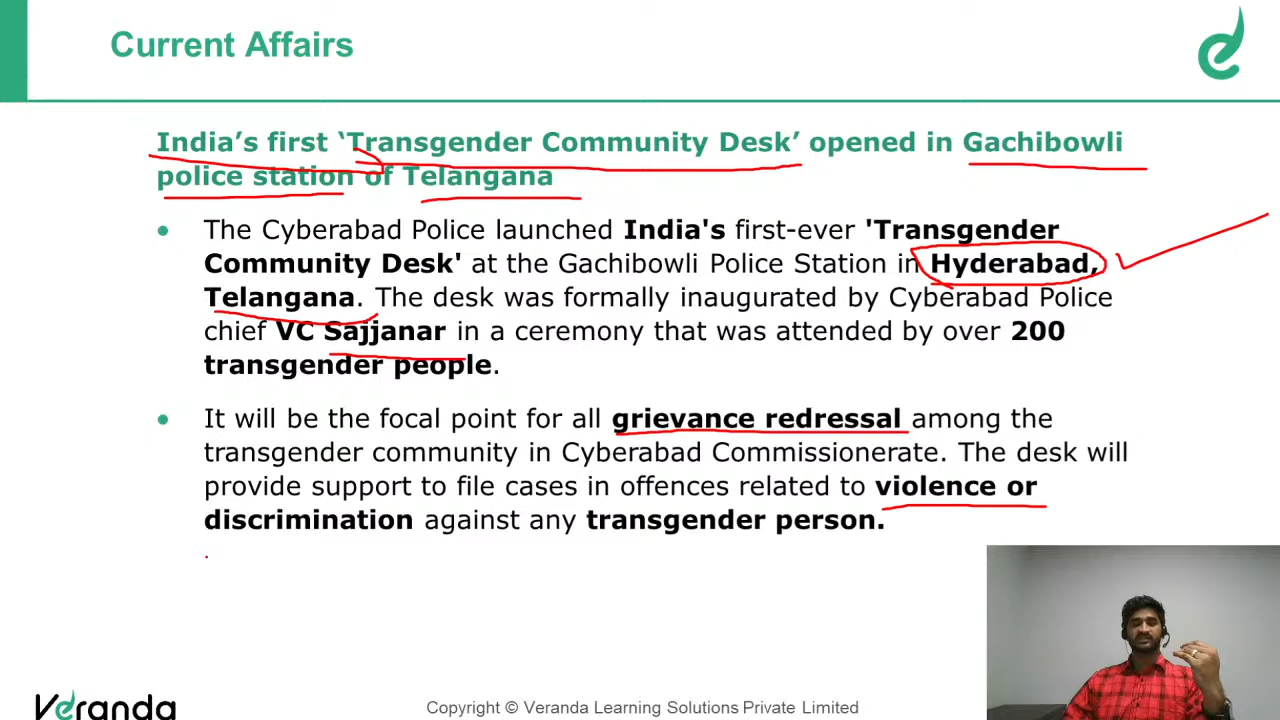 Current Affairs
India’s first ‘Transgender Community Desk’ opened in Gachibowli
police station of Telangana
• The Cyberabad Police launched India's first-ever 'Transgender
Community Desk' at the Gachibowli Police Station in Hyderabad,
Telangana. The desk was formally inaugurated by Cyberabad Police
chief VC Sajjanar in a ceremony that was attended by over 200
transgender people.
• It will be the focal point for all grievance redressal among the
transgender community in Cyberabad Commissionerate. The desk will
provide support to file cases in offences related to violence or
discrimination against any transgender person.
Veranda
Copyright © Veranda Learning Solutions Private Limited